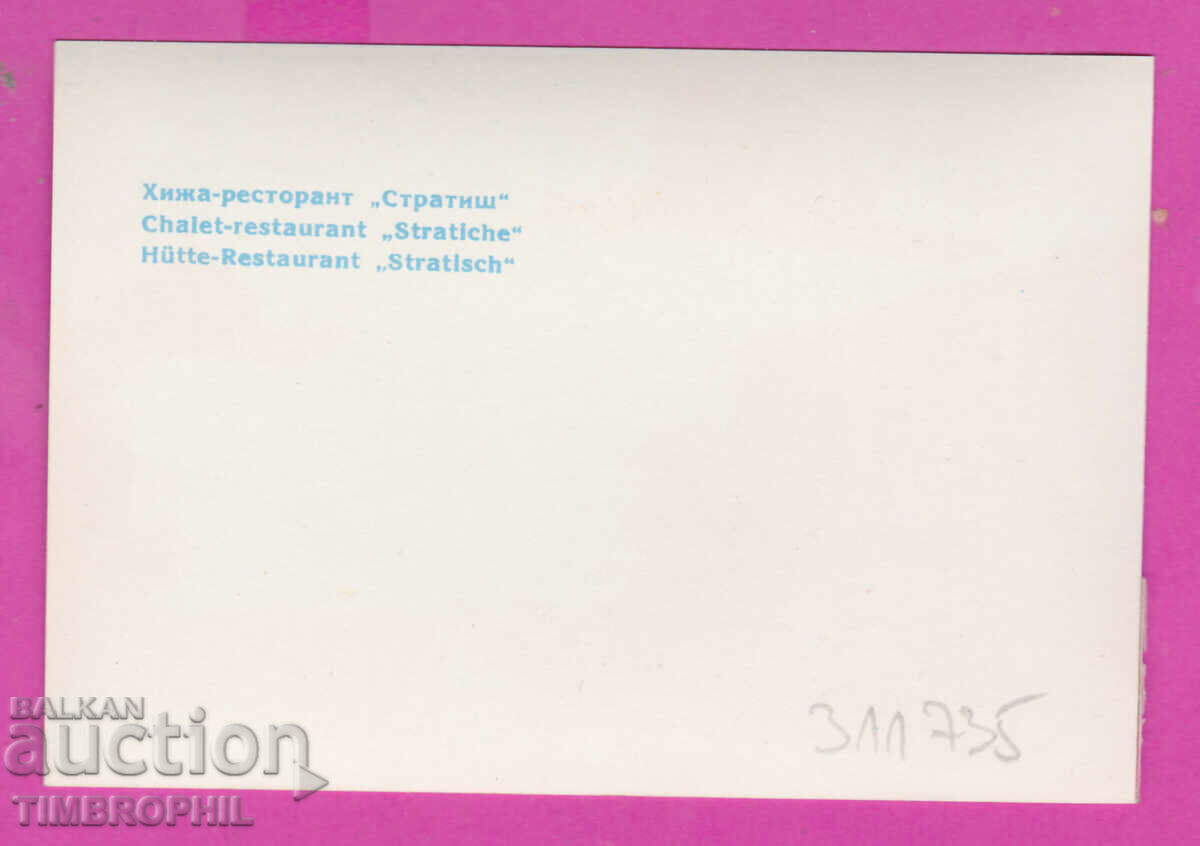 Хижа-ресторант „Стратиш“
Chalet-restaurant „Stratiche“
Hütte-Restaurant „Stratisch“
311735
BALKAN
auction
TIMBROPHIL